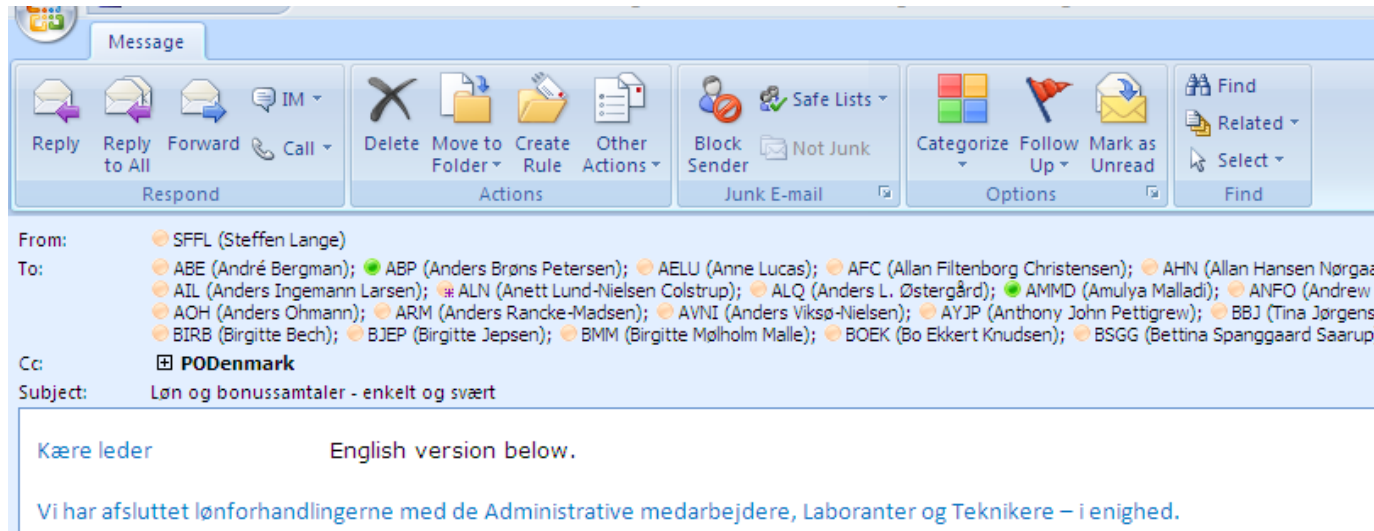 Message
Reply
Reply to All
Forward
IM
Call
Respond
Delete
Move to Folder
Create Rule
Other Actions
Actions
Block Sender
Safe Lists
Not Junk
Junk E-mail
Categorize
Follow Up
Mark as Unread
Options
Find
Related
Select
Find
From: SFFL (Steffen Lange)
To: ABE (André Bergman); ABP (Anders Brøns Petersen); AELU (Anne Lucas); AFC (Allan Filtenborg Christensen); AHN (Allan Hansen Nørgaa
AIL (Anders Ingemann Larsen); ALN (Anett Lund-Nielsen Colstrup); ALQ (Anders L. Østergård); AMMD (Amulya Malladi); ANFO (Andrew
AOH (Anders Ohmann); ARM (Anders Rancke-Madsen); AVNI (Anders Viksø-Nielsen); AYJP (Anthony John Pettigrew); BBJ (Tina Jørgens
BIRB (Birgitte Bech); BJEP (Birgitte Jepsen); BMM (Birgitte Mølholm Malle); BOEK (Bo Ekkert Knudsen); BSGG (Bettina Spanggaard Saarup
Cc: PODenmark
Subject: Løn og bonussamtaler - enkelt og svært
Kære leder English version below.
Vi har afsluttet lønforhandlingerne med de Administrative medarbejdere, Laboranter og Teknikere – i enighed.